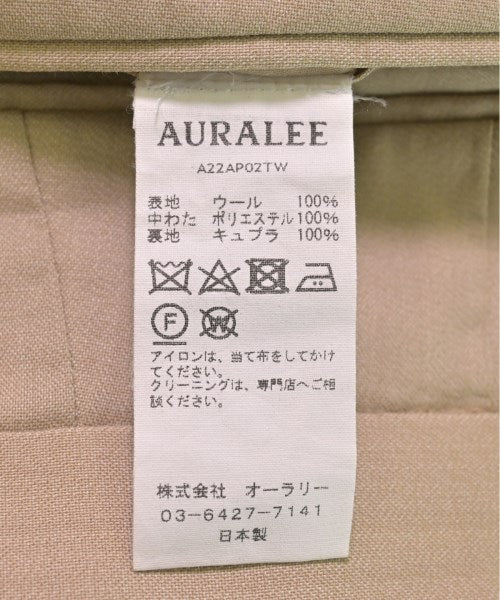 AURALEE
A22AP02TW
表地 ウール 100%
中わた ポリエステル 100%
裏地 キュプラ 100%
F W
アイロンは、当て布をしてかけ
てください。
クリーニングは、専門店へご相
談ください。
株式会社 オーラリー
03-6427-7141
日本製